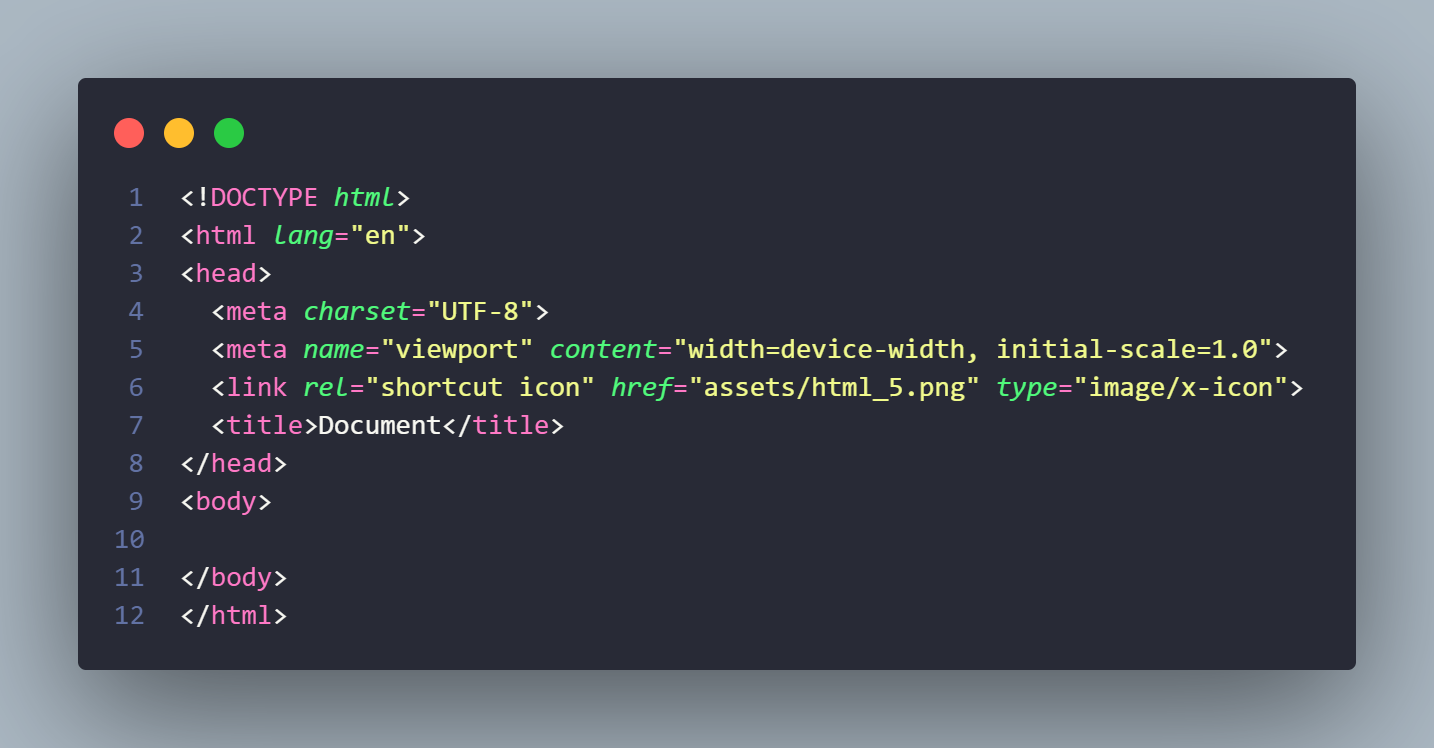 1 <!DOCTYPE html>
2 <html lang="en">
3 <head>
4   <meta charset="UTF-8">
5   <meta name="viewport" content="width=device-width, initial-scale=1.0">
6   <link rel="shortcut icon" href="assets/html_5.png" type="image/x-icon">
7   <title>Document</title>
8 </head>
9 <body>
10
11 </body>
12 </html>